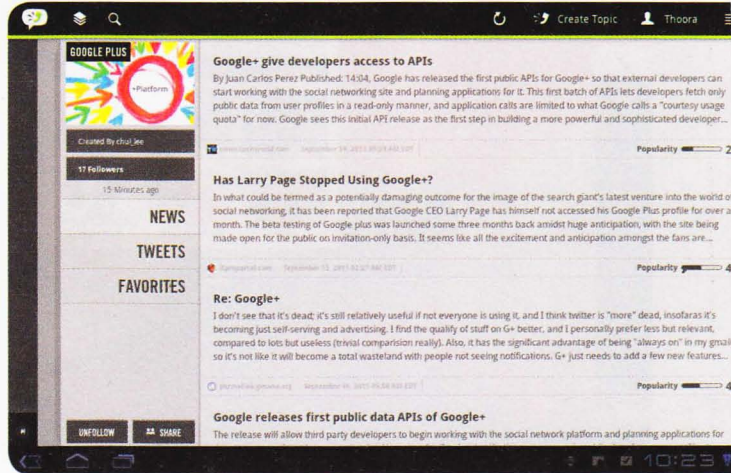 Create Topic
Thoora
GOOGLE PLUS
+Platform
Created By chul_lee
17 Followers
15 Minutes ago
NEWS
TWEETS
FAVORITES
UNFOLLOW
SHARE
Google+ give developers access to APIs
By Juan Carlos Perez Published: 14:04, Google has released the first public APIs for Google+ so that external developers can
start working with the social networking site and planning applications for it. This first batch of APIs lets developers fetch only
public data from user profiles in a read-only manner, and application calls are limited to what Google calls a "courtesy usage
quota" for now. Google sees this initial API release as the first step in building a more powerful and sophisticated developer...
Popularity 2
Has Larry Page Stopped Using Google+?
In what could be termed as a potentially damaging outcome for the image of the search giant's latest venture into the world o
social networking, it has been reported that Google CEO Larry Page has himself not accessed his Google Plus profile for over a
month. The beta testing of Google plus was launched some three months back amidst huge anticipation, with the site being
made open for the public on invitation-only basis. It seems like all the excitement and anticipation amongst the fans are...
Popularity 4
Re: Google+
I don't see that it's dead; it's still relatively useful if not everyone is using it, and I think twitter is "more" dead, insofaras it's
becoming just self-serving and advertising. I find the quality of stuff on G+ better, and I personally prefer less but relevant,
compared to lots but useless (trivial comparision really). Also, it has the significant advantage of being "always on" in my gmai
so it's not like it will become a total wasteland with people not seeing notifications. G+ just needs to add a few new features...
Popularity 4
Google releases first public data APIs of Google+
The release will allow third party developers to begin working with the social network platform and planning applications for
10:23